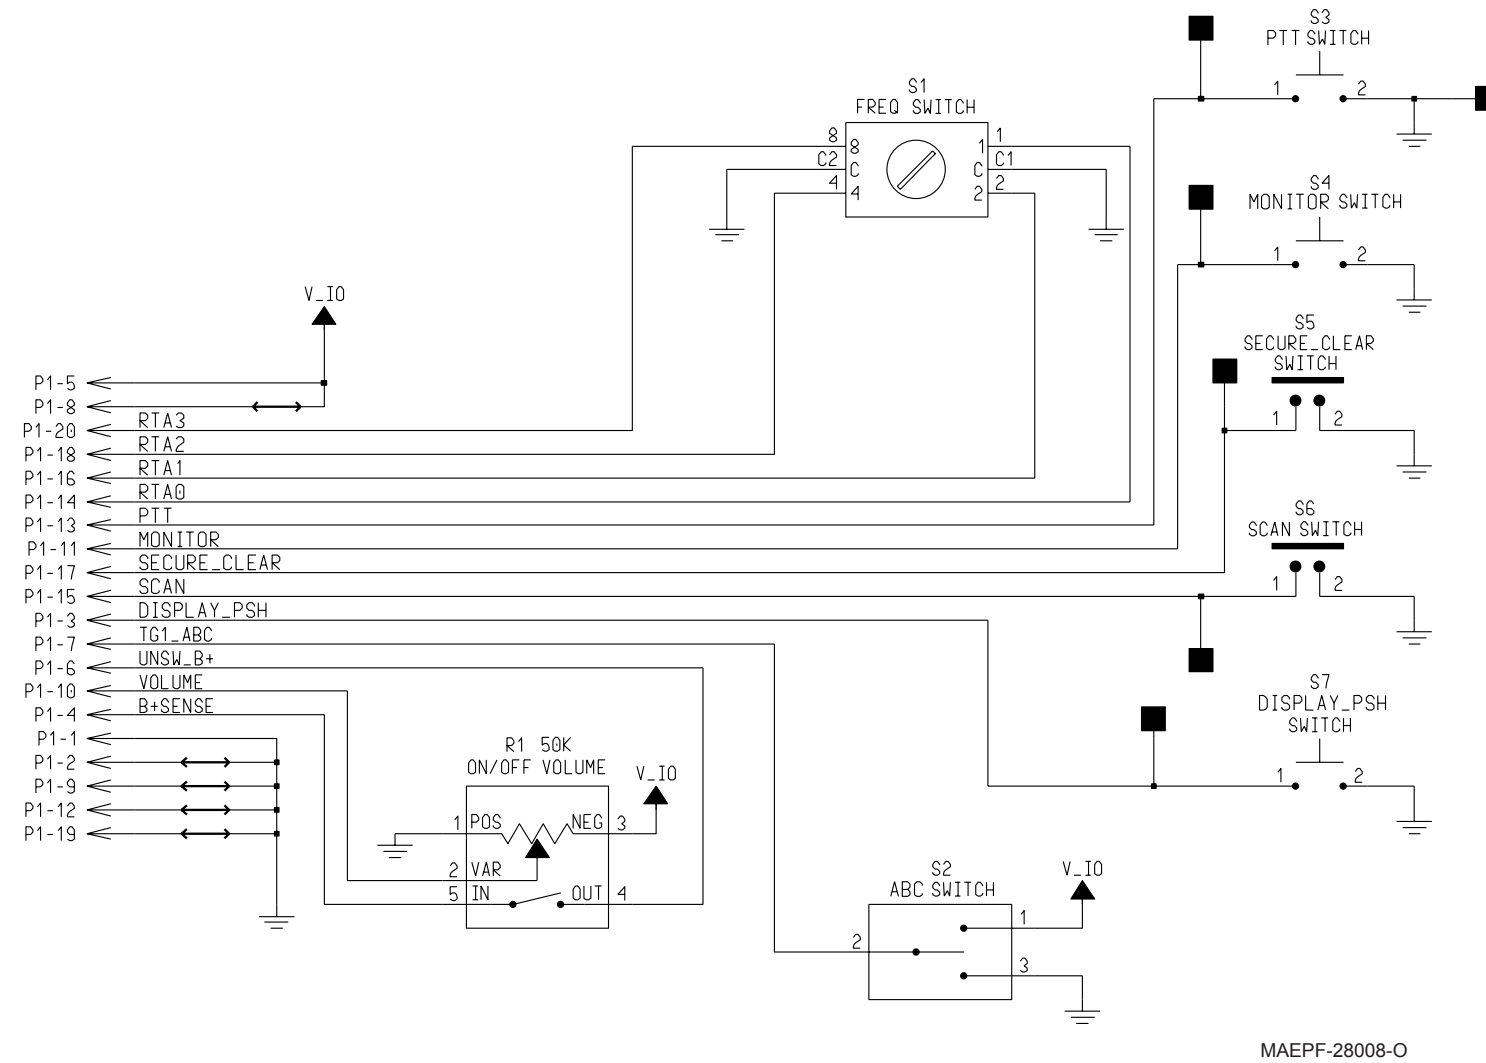 S3
PTT SWITCH
1 2
S1
FREQ SWITCH
8 8 1 1
C2 C C C1
4 4 2 2
S4
MONITOR SWITCH
1 2
V_IO
S5
SECURE_CLEAR
SWITCH
1 2
P1-5
P1-8
P1-20 RTA3
P1-18 RTA2
P1-16 RTA1
P1-14 RTA0
P1-13 PTT
P1-11 MONITOR
P1-17 SECURE_CLEAR
P1-15 SCAN
P1-3 DISPLAY_PSH
P1-7 TG1_ABC
P1-6 UNSW_B+
P1-10 VOLUME
P1-4 B+SENSE
P1-1
P1-2
P1-9
P1-12
P1-19
S6
SCAN SWITCH
1 2
S7
DISPLAY_PSH
SWITCH
1 2
R1 50K
ON/OFF VOLUME
V_IO
1 POS NEG 3
2 VAR
5 IN OUT 4
S2
ABC SWITCH
V_IO
1
2
3
MAEPF-28008-O